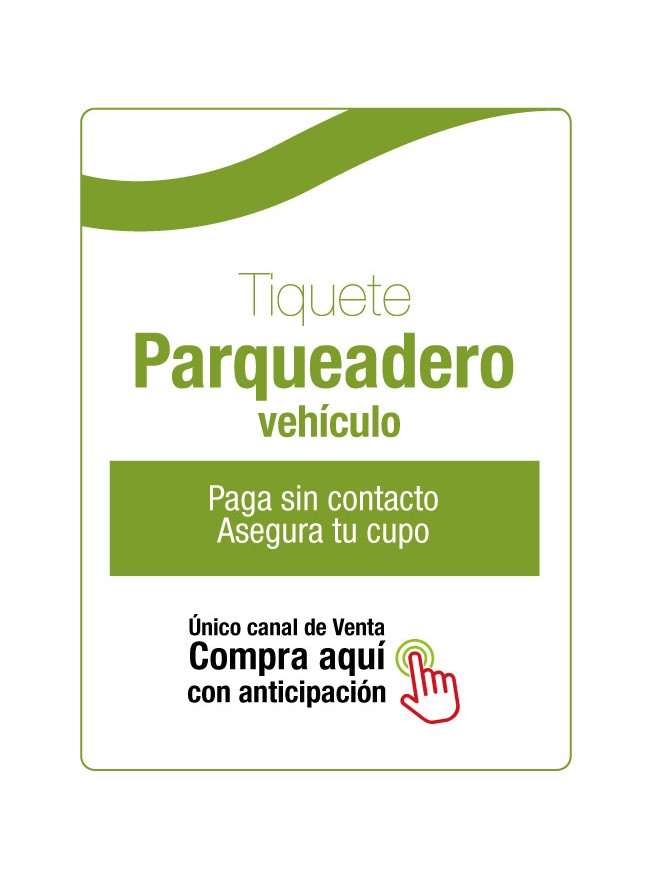 Tiquete
Parqueadero
vehículo
Paga sin contacto
Asegura tu cupo
Único canal de Venta
Compra aquí
con anticipación